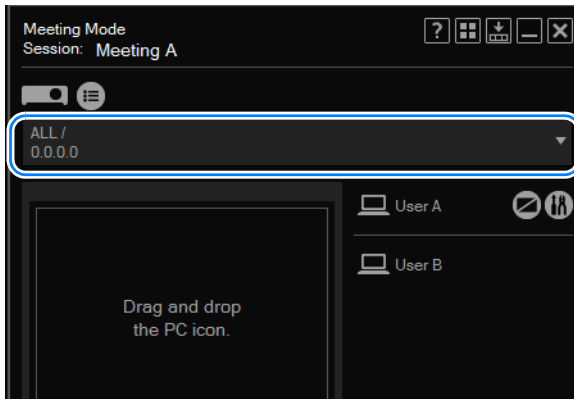 Meeting Mode
Session: Meeting A
?
ALL /
0.0.0.0
User A
User B
Drag and drop
the PC icon.